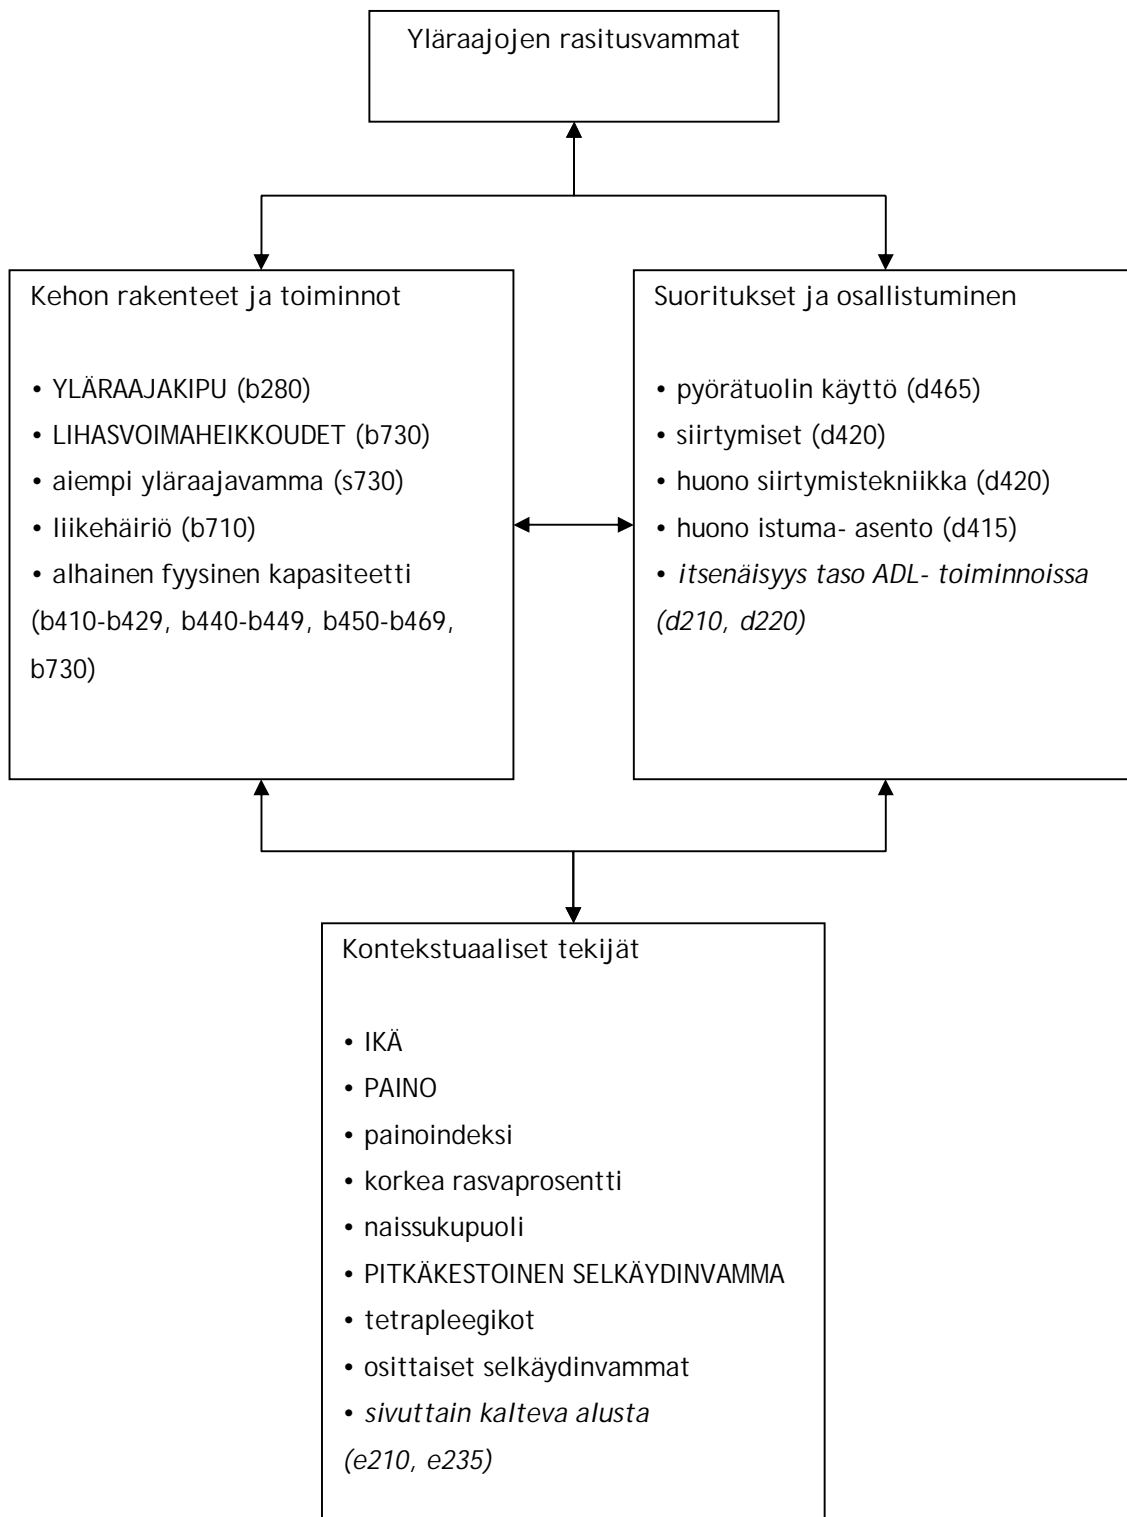 Yläraajojen rasitusvammat
Kehon rakenteet ja toiminnot
• YLÄRAAJAKIPU (b280)
• LIHASVOIMAHEIKKOUDET (b730)
• aiempi yläraajavamma (s730)
• liikehäiriö (b710)
• alhainen fyysinen kapasiteetti
(b410-b429, b440-b449, b450-b469,
b730)
Suoritukset ja osallistuminen
• pyörätuolin käyttö (d465)
• siirtymiset (d420)
• huono siirtymistekniikka (d420)
• huono istuma- asento (d415)
• itsenäisyys taso ADL- toiminnoissa
(d210, d220)
Kontekstuaaliset tekijät
• IKÄ
• PAINO
• painoindeksi
• korkea rasvaprosentti
• naissukupuoli
• PITKÄKESTOINEN SELKÄYDINVAMMA
• tetrapleegikot
• osittaiset selkäydinvammat
• sivuttain kalteva alusta
(e210, e235)